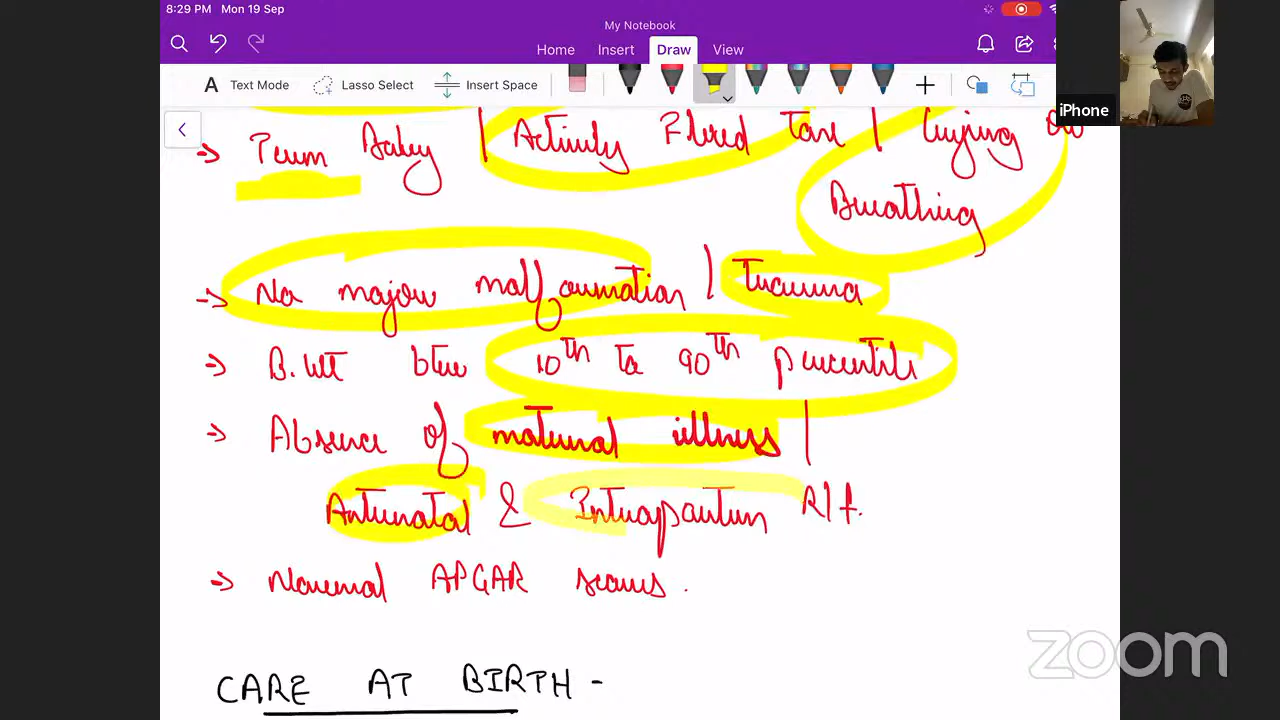 8:29 PM Mon 19 Sep
My Notebook
Home Insert Draw View
Text Mode Lasso Select Insert Space
iPhone
→ Term Baby | Actively Flexed Tone | Crying or
Breathing
→ No major malformation | trauma
→ B.wt btw 10th to 90th percentile
→ Absence of maternal illness |
Antenatal & Intrapartum R/f.
→ Normal APGAR scores.
CARE AT BIRTH -
zoom